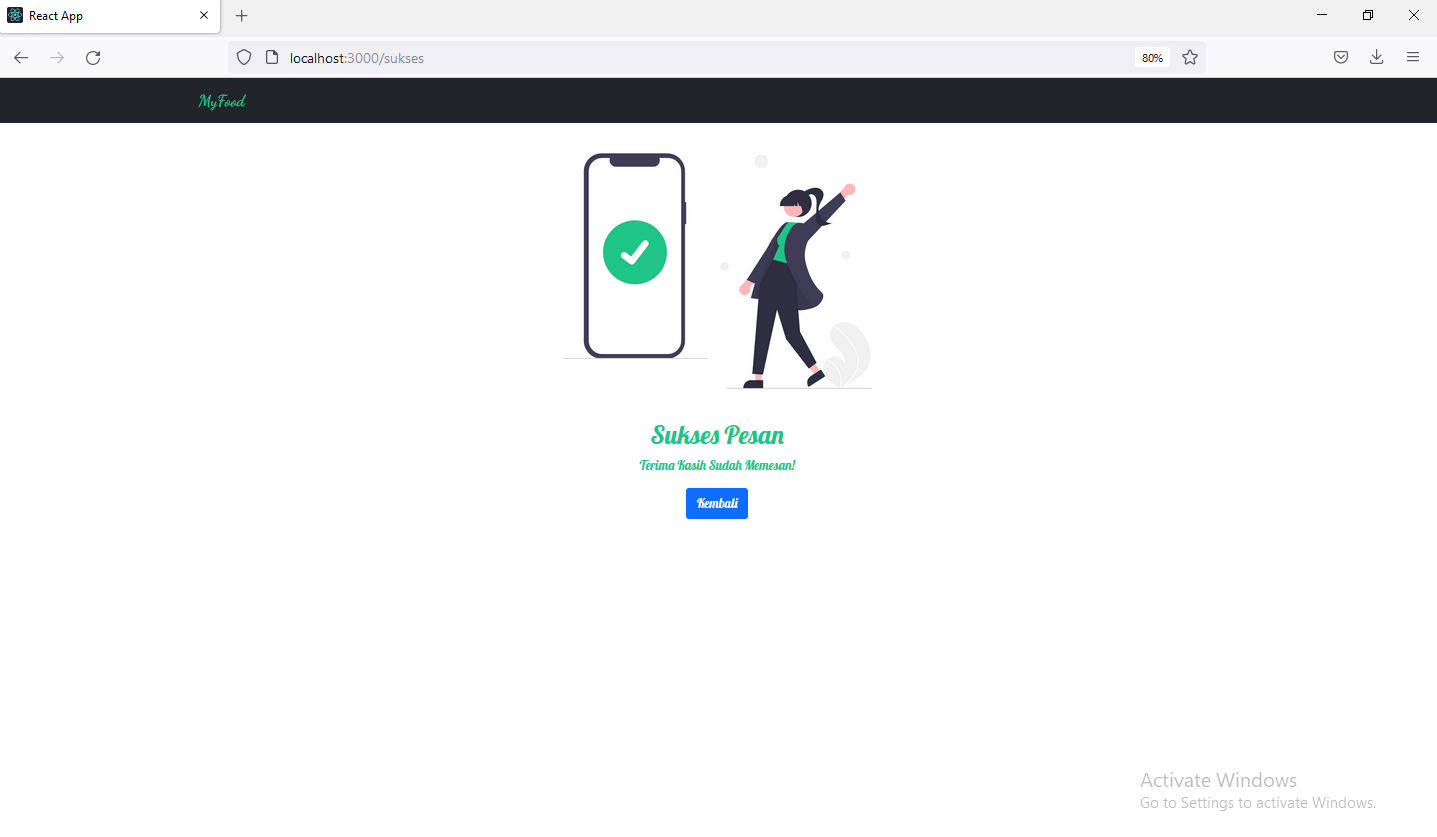 React App
localhost:3000/sukses
80%
MyFood
Sukses Pesan
Terima Kasih Sudah Memesan!
Kembali
Activate Windows
Go to Settings to activate Windows.